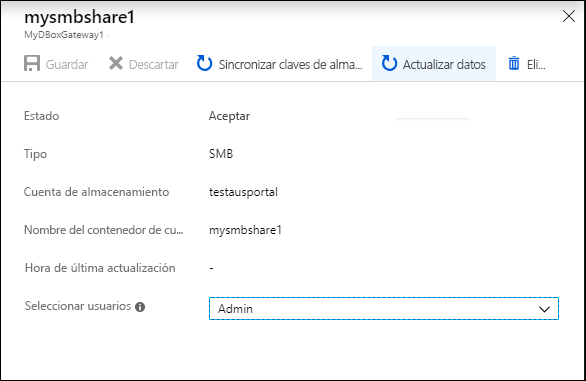 mysmbshare1
MyDBoxGateway1
Guardar
Descartar
Sincronizar claves de alma...
Actualizar datos
Eli...
Estado
Aceptar
Tipo
SMB
Cuenta de almacenamiento
testausportal
Nombre del contenedor de cu...
mysmbshare1
Hora de última actualización
-
Seleccionar usuarios
Admin